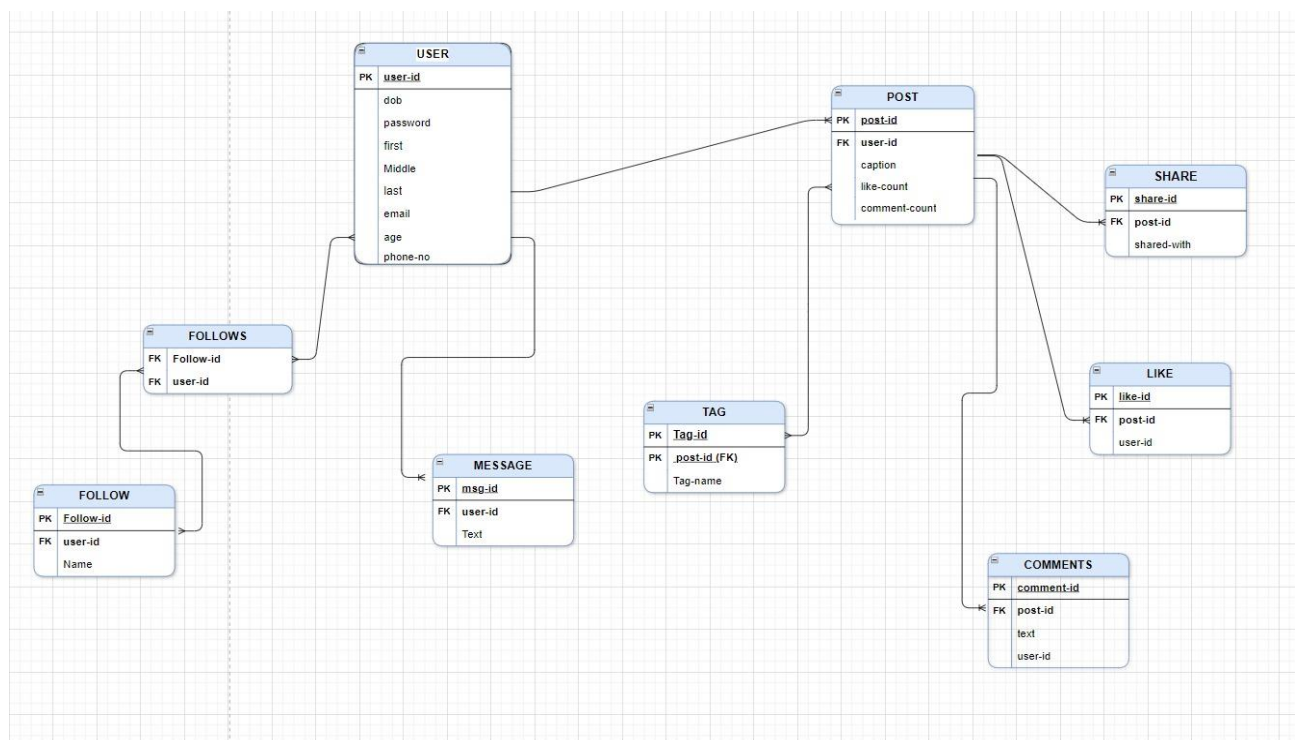 USER
PK user-id
dob
password
first
Middle
last
email
age
phone-no
POST
PK post-id
FK user-id
caption
like-count
comment-count
SHARE
PK share-id
FK post-id
shared-with
FOLLOWS
FK Follow-id
FK user-id
LIKE
PK like-id
FK post-id
user-id
TAG
PK Tag-id
PK post-id (FK)
Tag-name
MESSAGE
PK msg-id
FK user-id
Text
FOLLOW
PK Follow-id
FK user-id
Name
COMMENTS
PK comment-id
FK post-id
text
user-id